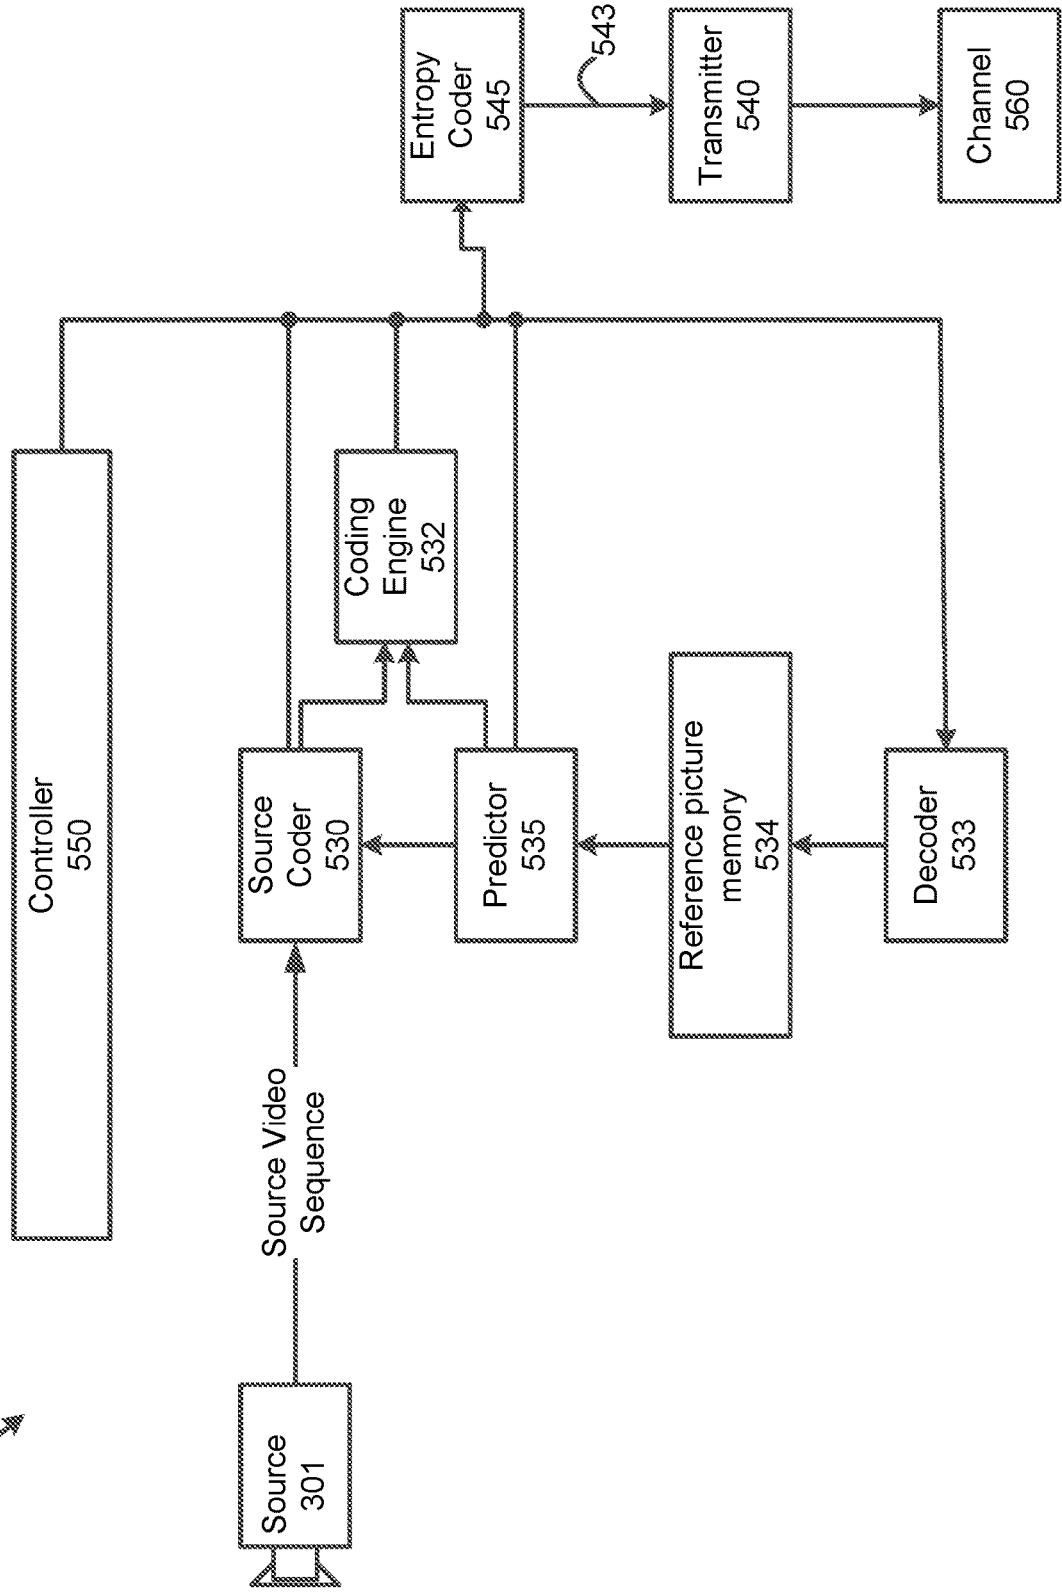 Controller
550
Source
301
Source Video
Sequence
Source
Coder
530
Coding
Engine
532
Predictor
535
Reference picture
memory
534
Decoder
533
Entropy
Coder
545
543
Transmitter
540
Channel
560